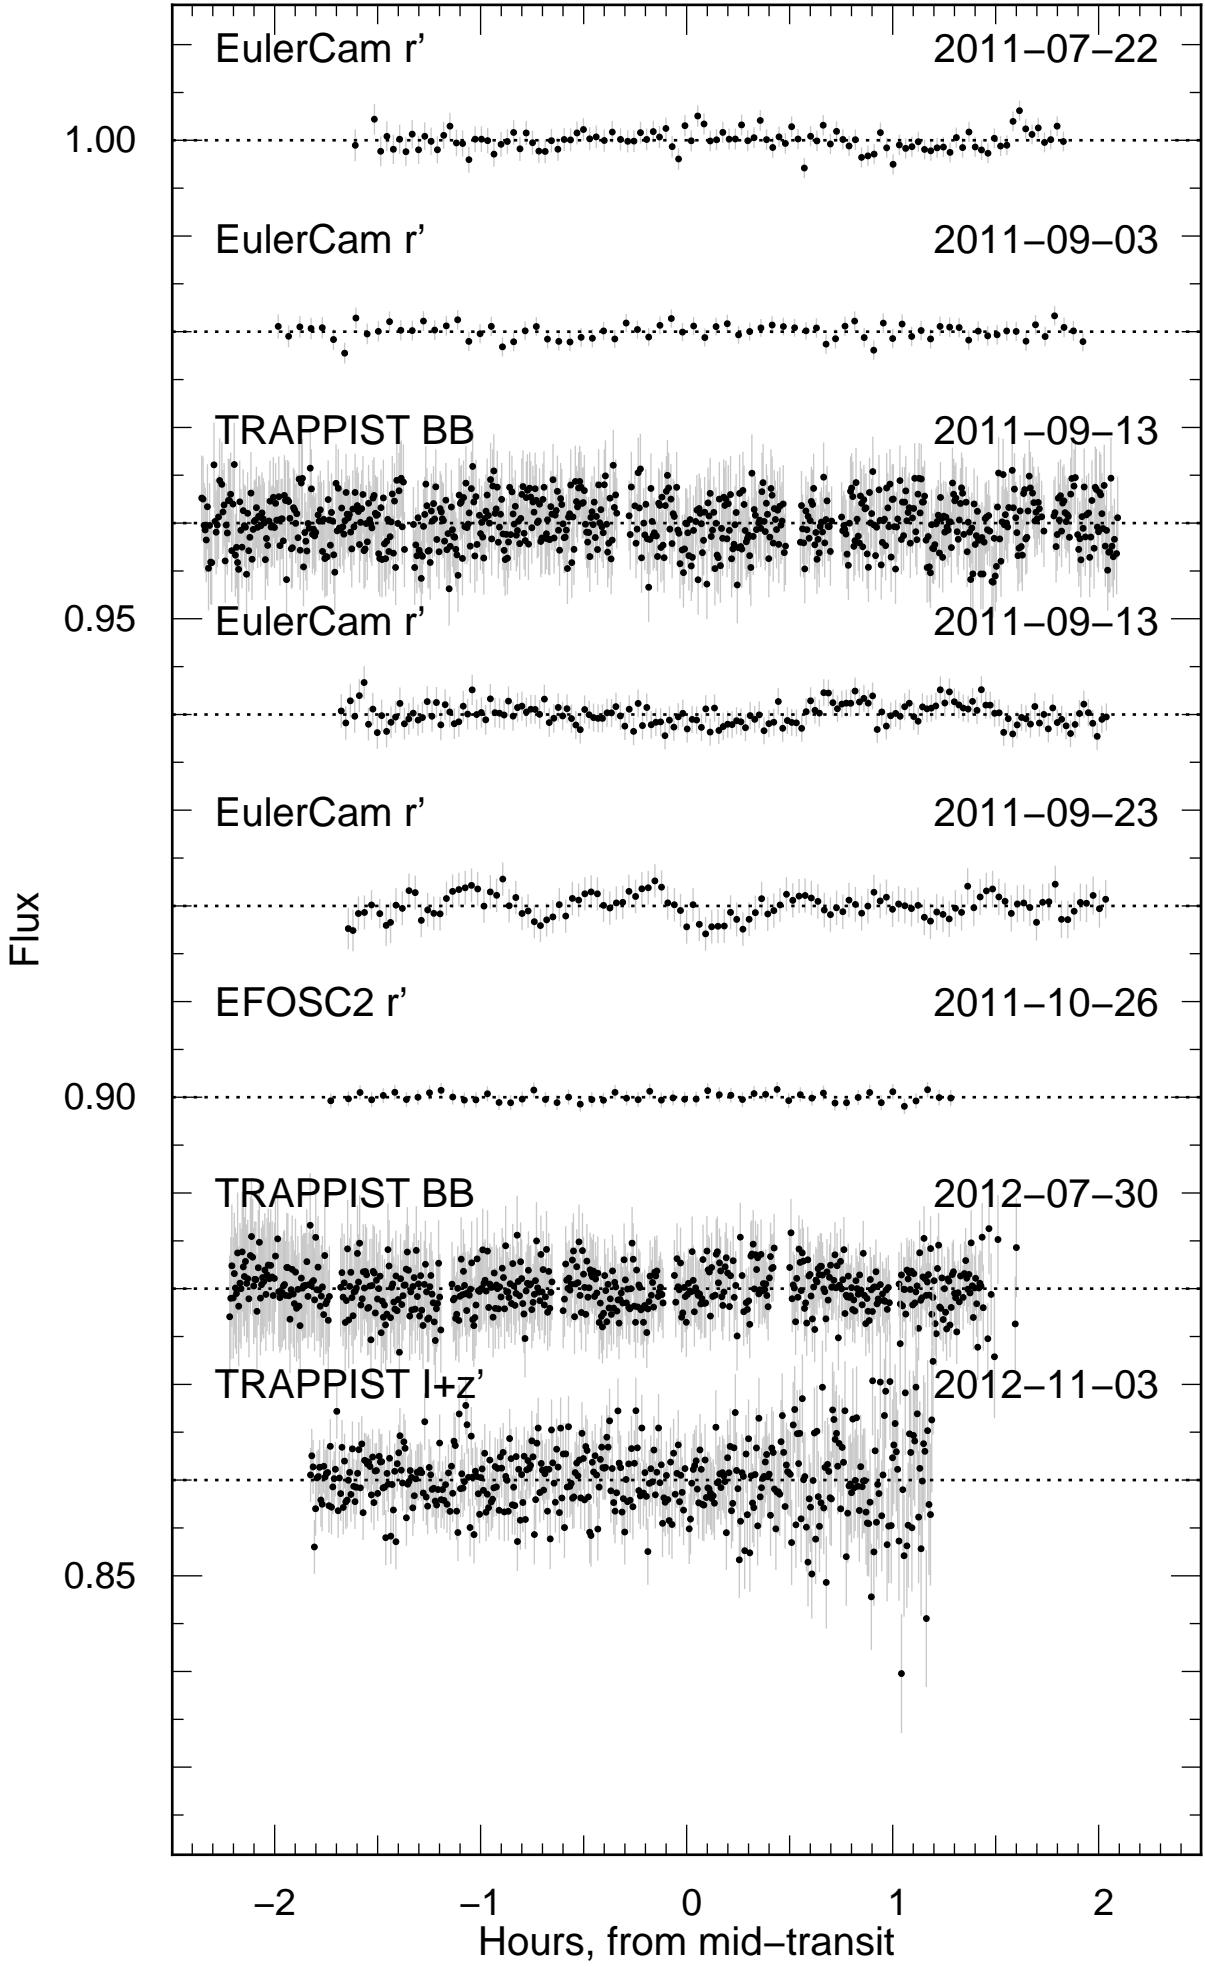 EulerCam r’ 2011−07−22
1.00
EulerCam r’ 2011−09−03
TRAPPIST BB 2011−09−13
0.95
EulerCam r’ 2011−09−13
EulerCam r’ 2011−09−23
Flux
EFOSC2 r’ 2011−10−26
0.90
TRAPPIST BB 2012−07−30
TRAPPIST I+z’ 2012−11−03
0.85
−2 −1 0 1 2
Hours, from mid−transit